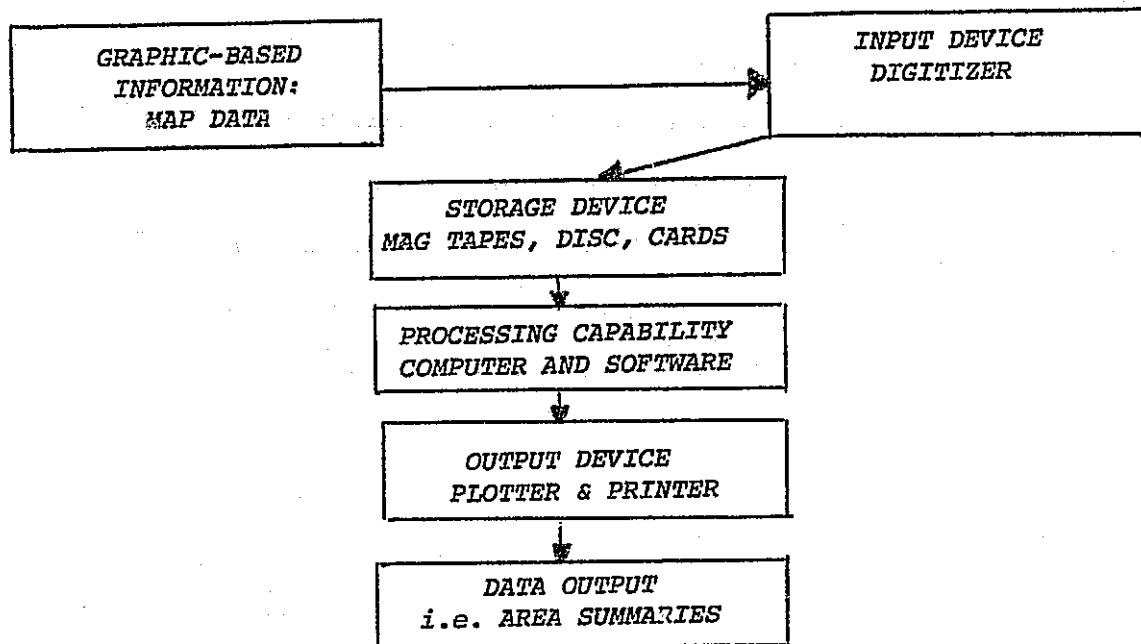 GRAPHIC-BASED
INFORMATION:
MAP DATA
INPUT DEVICE
DIGITIZER
STORAGE DEVICE
MAG TAPES, DISC, CARDS
PROCESSING CAPABILITY
COMPUTER AND SOFTWARE
OUTPUT DEVICE
PLOTTER & PRINTER
DATA OUTPUT
i.e. AREA SUMMARIES